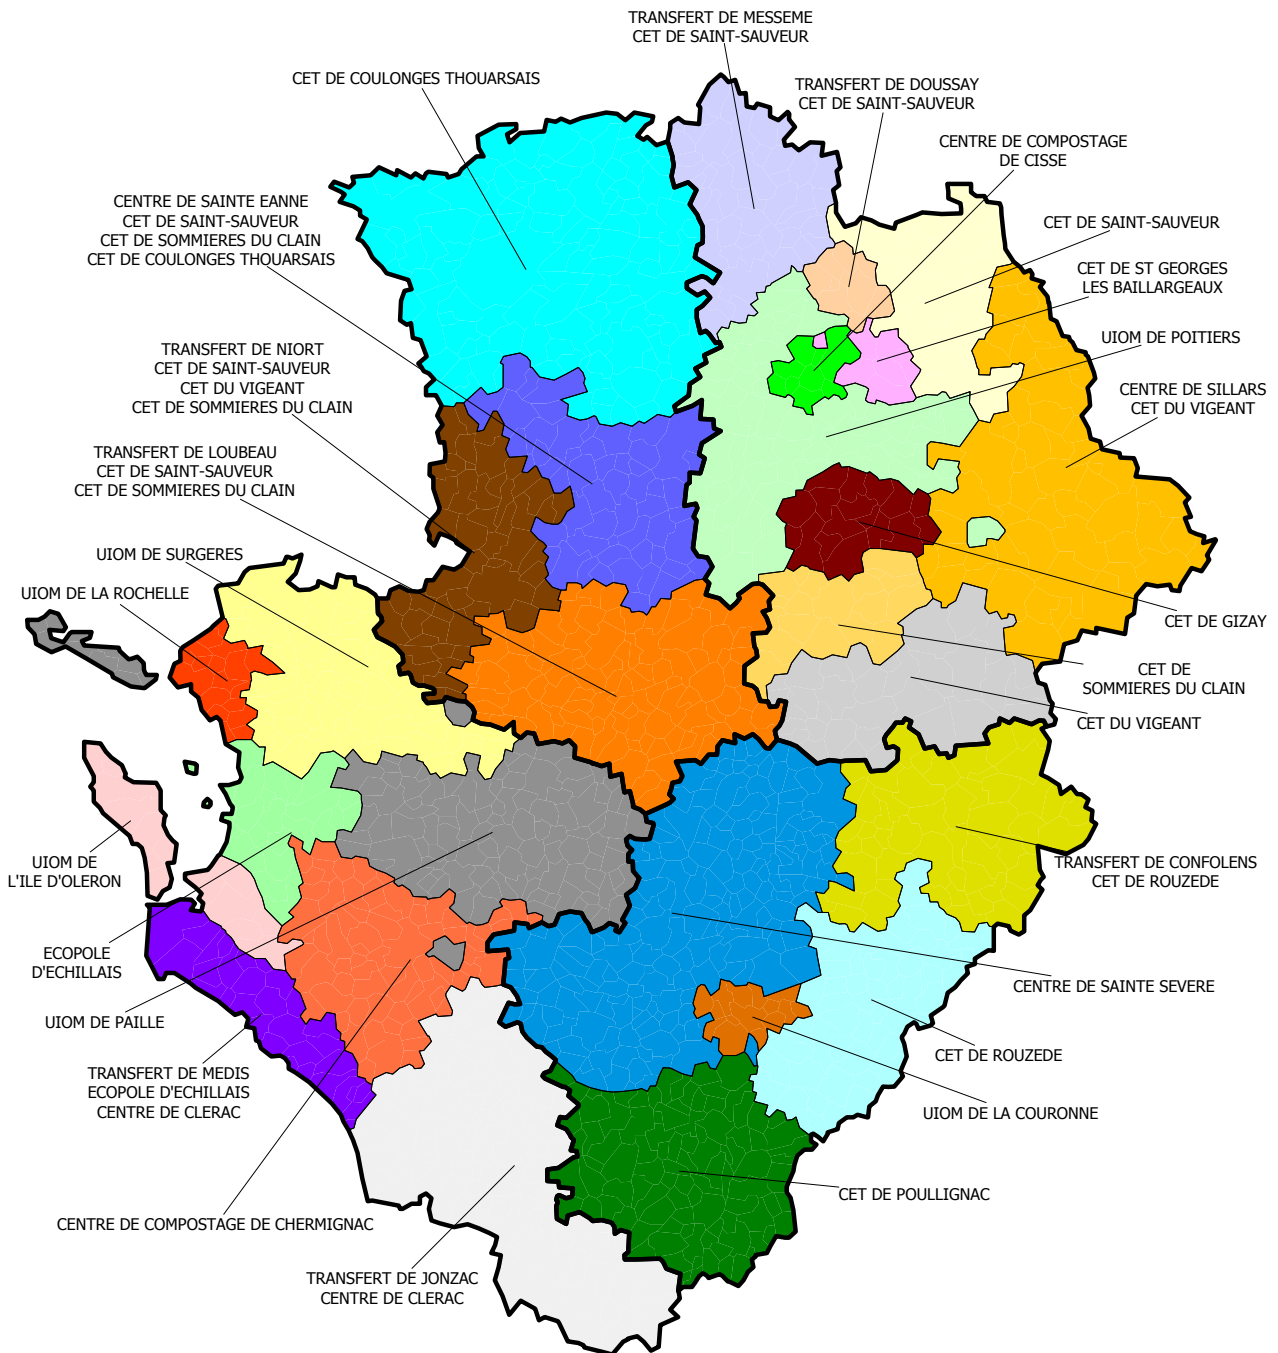 TRANSFERT DE MESSEME
CET DE SAINT-SAUVEUR
CET DE COULONGES THOUARSAIS
TRANSFERT DE DOUSSAY
CET DE SAINT-SAUVEUR
CENTRE DE COMPOSTAGE
DE CISSE
CENTRE DE SAINTE EANNE
CET DE SAINT-SAUVEUR
CET DE SOMMIERES DU CLAIN
CET DE COULONGES THOUARSAIS
CET DE SAINT-SAUVEUR
CET DE ST GEORGES
LES BAILLARGEAUX
UIOM DE POITIERS
TRANSFERT DE NIORT
CET DE SAINT-SAUVEUR
CET DU VIGEANT
CET DE SOMMIERES DU CLAIN
CENTRE DE SILLARS
CET DU VIGEANT
TRANSFERT DE LOUBEAU
CET DE SAINT-SAUVEUR
CET DE SOMMIERES DU CLAIN
UIOM DE SURGERES
UIOM DE LA ROCHELLE
CET DE GIZAY
CET DE
SOMMIERES DU CLAIN
CET DU VIGEANT
UIOM DE
L'ILE D'OLERON
TRANSFERT DE CONFOLENS
CET DE ROUZEDE
ECOPOLE
D'ECHILLAIS
CENTRE DE SAINTE SEVERE
UIOM DE PAILLE
CET DE ROUZEDE
TRANSFERT DE MEDIS
ECOPOLE D'ECHILLAIS
CENTRE DE CLERAC
UIOM DE LA COURONNE
CET DE POULLIGNAC
CENTRE DE COMPOSTAGE DE CHERMIGNAC
TRANSFERT DE JONZAC
CENTRE DE CLERAC